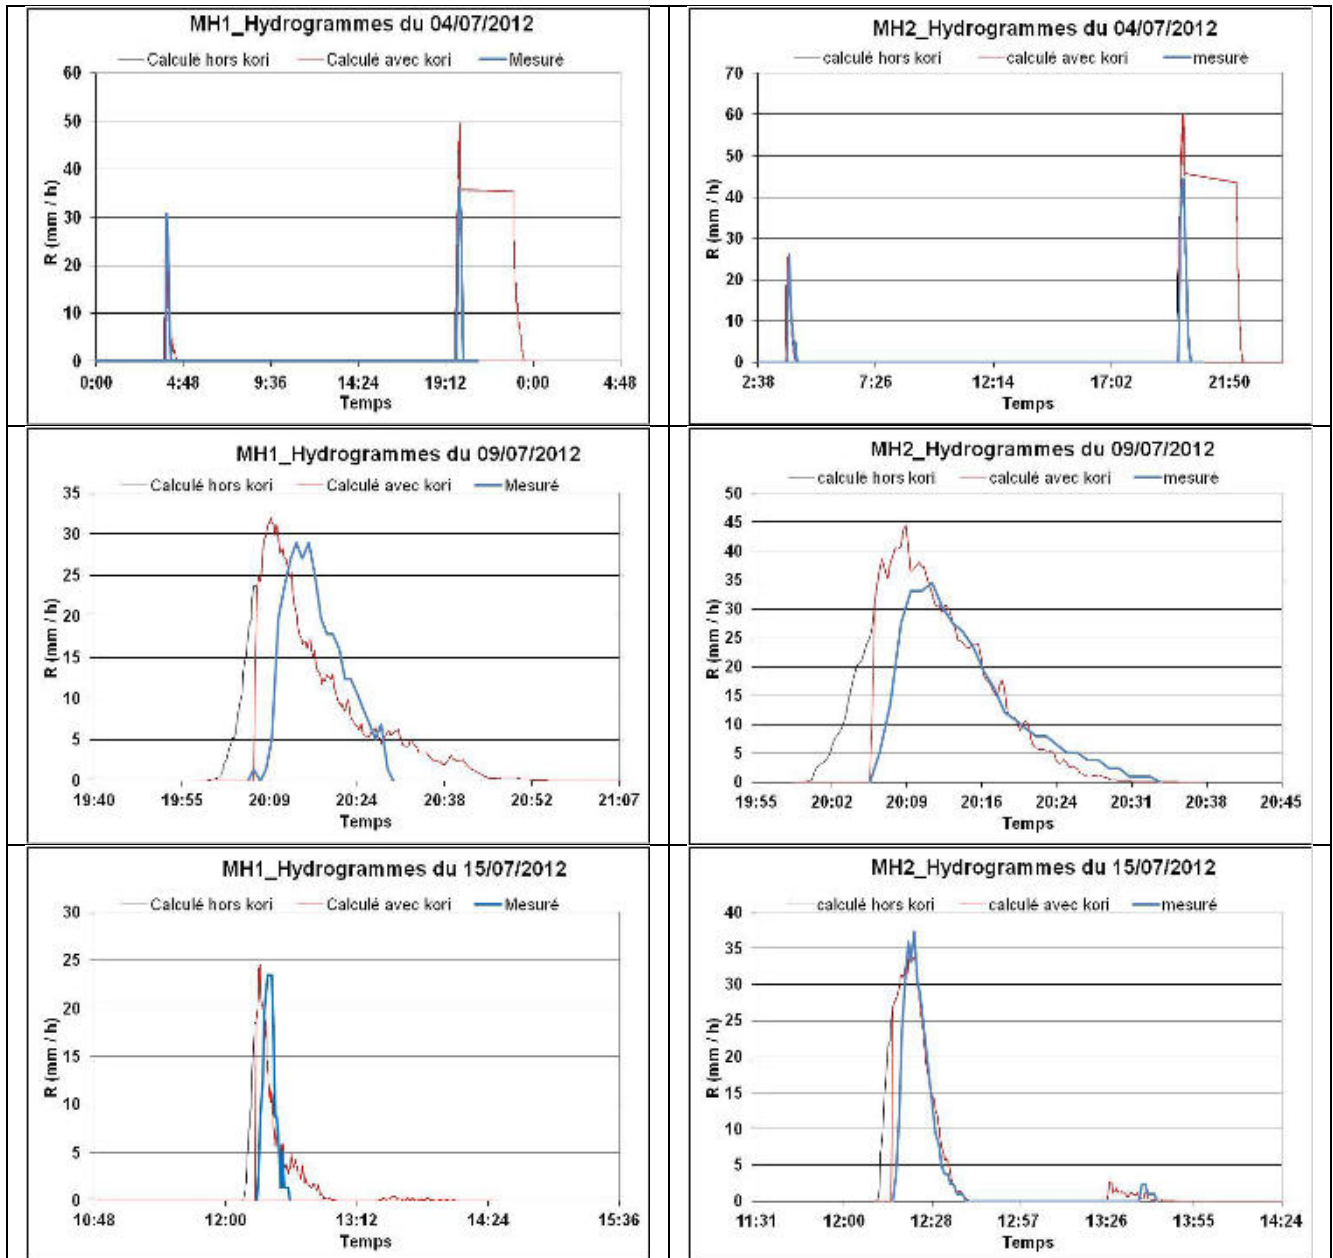 MH1_Hydrogrammes du 04/07/2012
Calculé hors kori Calculé avec kori Mesuré
60
50
40
30
20
10
0
R (mm / h)
0:00 4:48 9:36 14:24 19:12 0:00 4:48
Temps
MH2_Hydrogrammes du 04/07/2012
calculé hors kori calculé avec kori mesuré
70
60
50
40
30
20
10
0
R (mm / h)
2:38 7:26 12:14 17:02 21:50
Temps
MH1_Hydrogrammes du 09/07/2012
Calculé hors kori Calculé avec kori Mesuré
35
30
25
20
15
10
5
0
R (mm / h)
19:40 19:55 20:09 20:24 20:38 20:52 21:07
Temps
MH2_Hydrogrammes du 09/07/2012
calculé hors kori calculé avec kori mesuré
50
45
40
35
30
25
20
15
10
5
0
R (mm / h)
19:55 20:02 20:09 20:16 20:24 20:31 20:38 20:45
Temps
MH1_Hydrogrammes du 15/07/2012
Calculé hors kori Calculé avec kori Mesuré
30
25
20
15
10
5
0
R (mm / h)
10:48 12:00 13:12 14:24 15:36
Temps
MH2_Hydrogrammes du 15/07/2012
calculé hors kori calculé avec kori mesuré
40
35
30
25
20
15
10
5
0
R (mm / h)
11:31 12:00 12:28 12:57 13:26 13:55 14:24
Temps